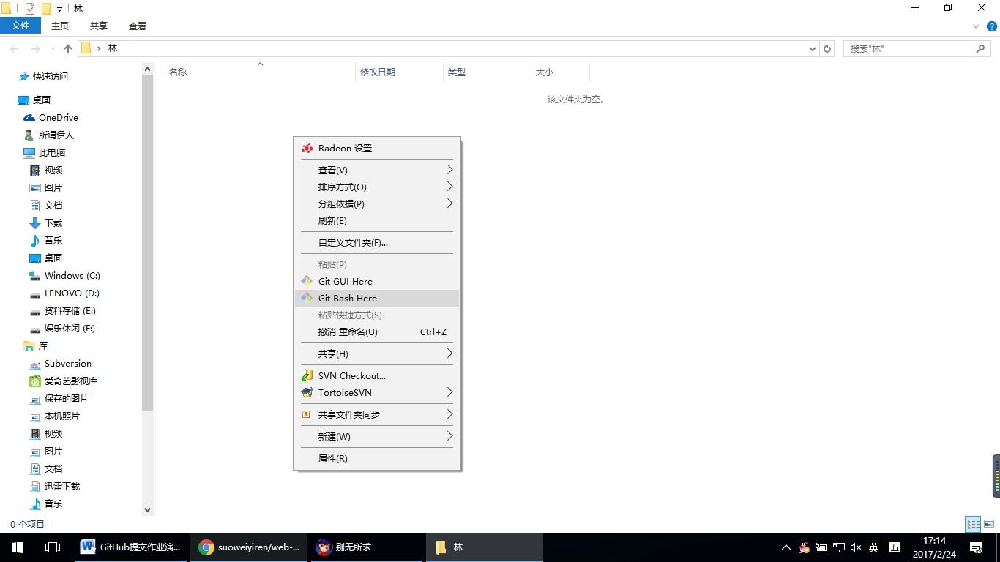 林
文件
主页
共享
查看
林
搜索"林"
快速访问
桌面
OneDrive
所谓伊人
此电脑
视频
图片
文档
下载
音乐
桌面
Windows (C:)
LENOVO (D:)
资料存储 (E:)
娱乐休闲 (F:)
库
Subversion
爱奇艺影视库
保存的图片
本机照片
视频
图片
文档
迅雷下载
音乐
名称
修改日期
类型
大小
该文件夹为空。
Radeon 设置
查看(V)
排序方式(O)
分组依据(P)
刷新(E)
自定义文件夹(F)...
粘贴(P)
Git GUI Here
Git Bash Here
粘贴快捷方式(S)
撤消 重命名(U) Ctrl+Z
共享(H)
SVN Checkout...
TortoiseSVN
共享文件夹同步
新建(W)
属性(R)
0 个项目
GitHub提交作业演...
suoweiyiren/web-...
别无所求
林
英
五
17:14
2017/2/24